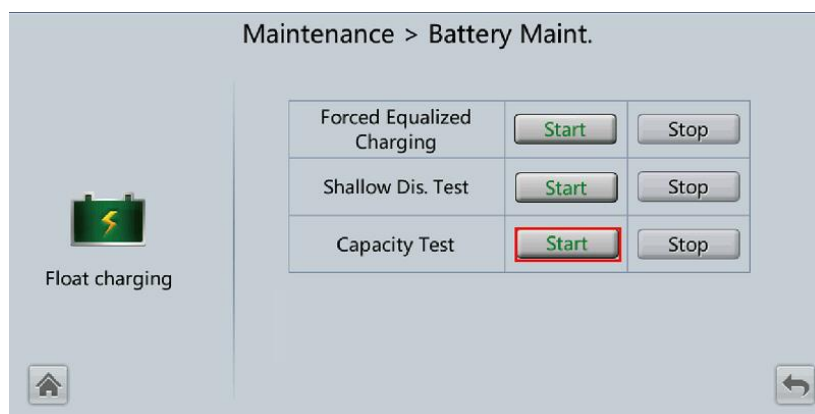 Maintenance > Battery Maint.
Forced Equalized
Charging
Start
Stop
Shallow Dis. Test
Start
Stop
Capacity Test
Start
Stop
Float charging